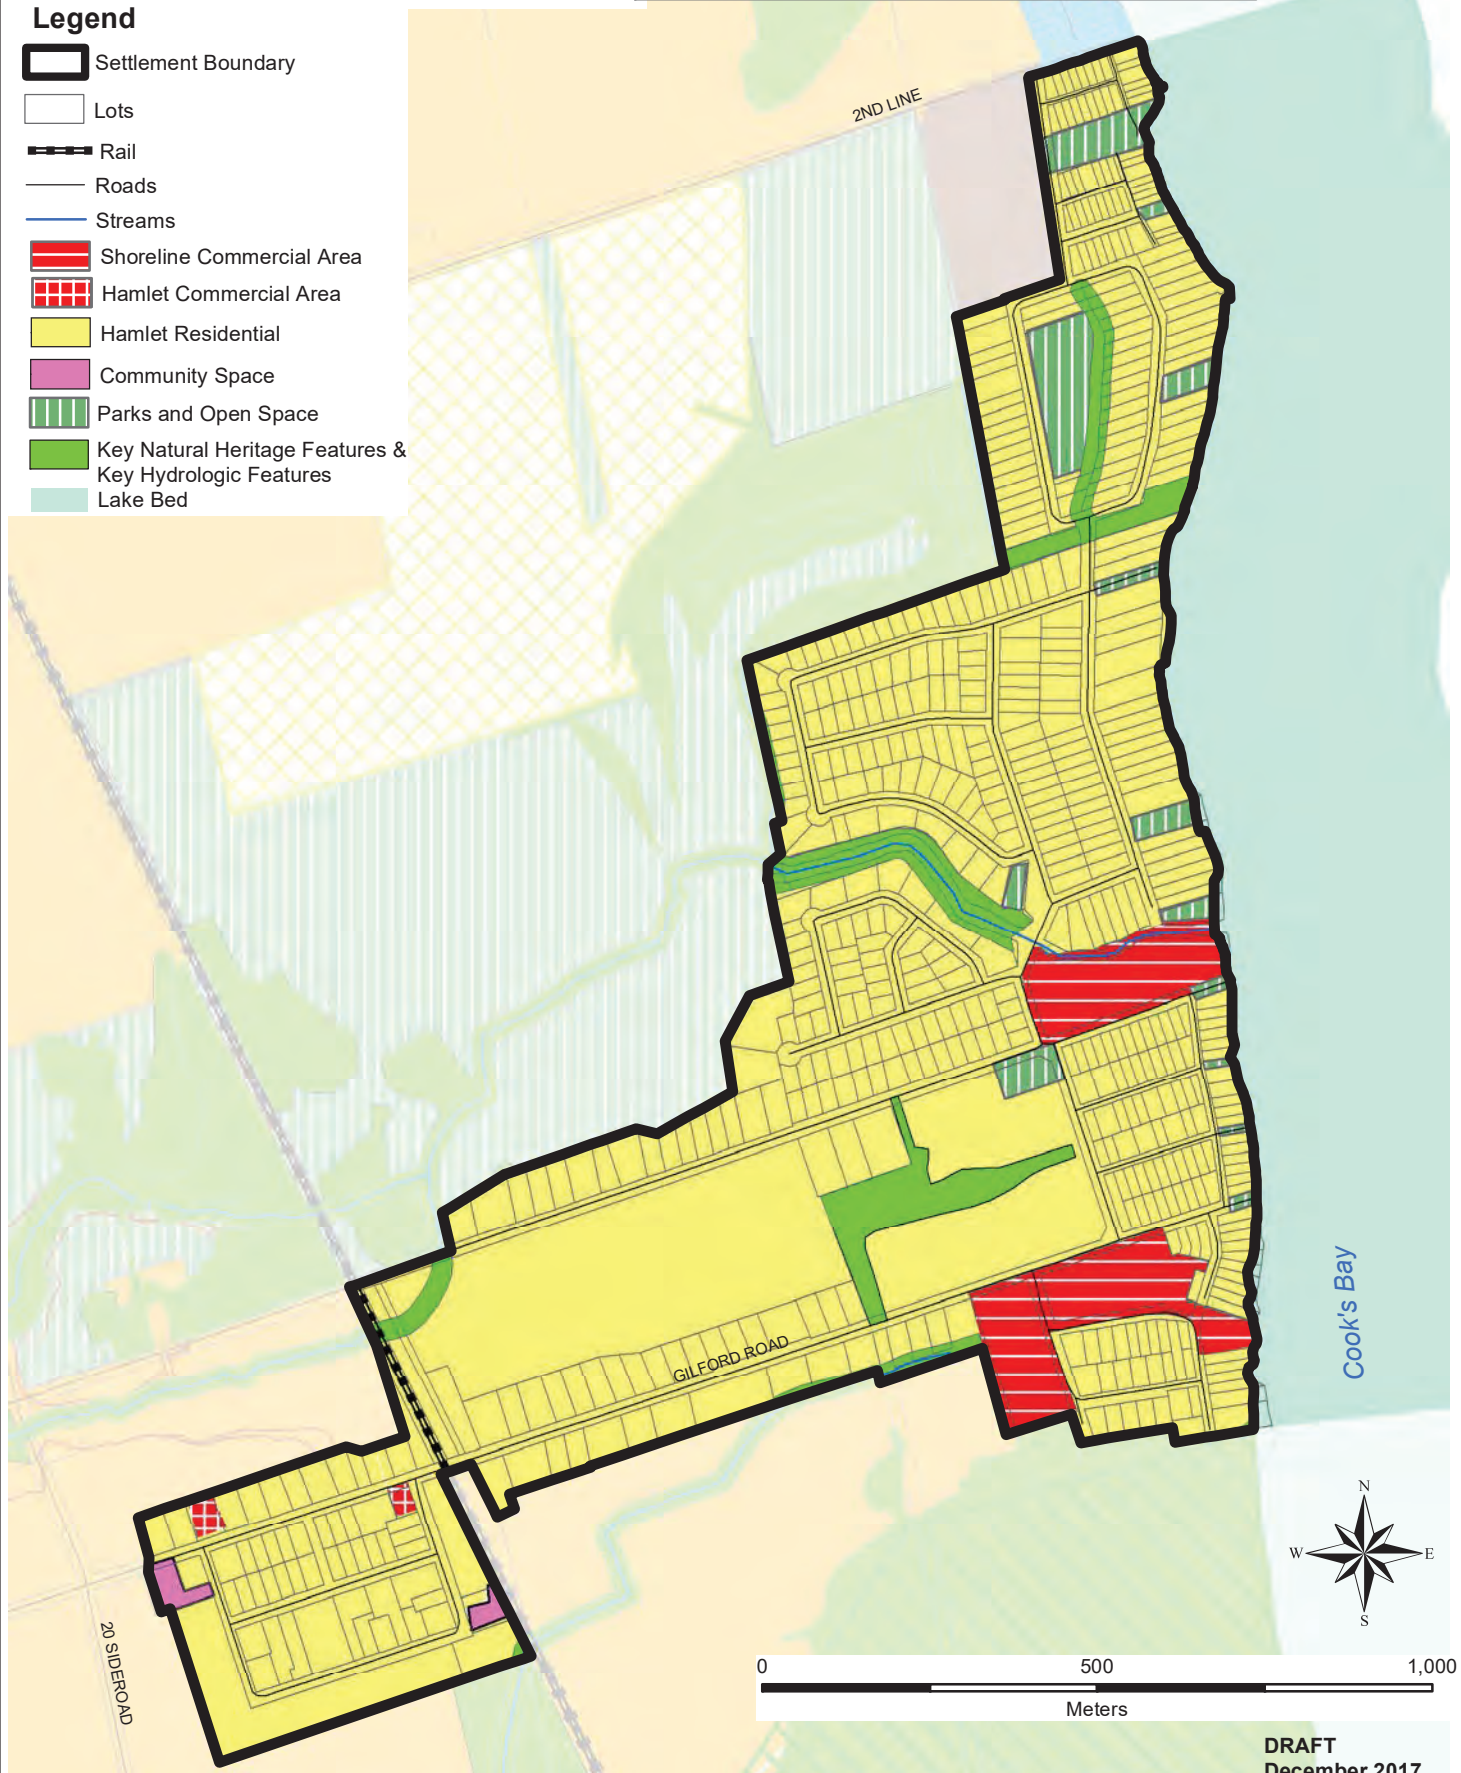 Legend
Settlement Boundary
Lots
Rail
Roads
Streams
Shoreline Commercial Area
Hamlet Commercial Area
Hamlet Residential
Community Space
Parks and Open Space
Key Natural Heritage Features &
Key Hydrologic Features
Lake Bed
2ND LINE
Cook's Bay
GILFORD ROAD
20 SIDEROAD
N
W
E
S
0 500 1,000
Meters
DRAFT
December 2017